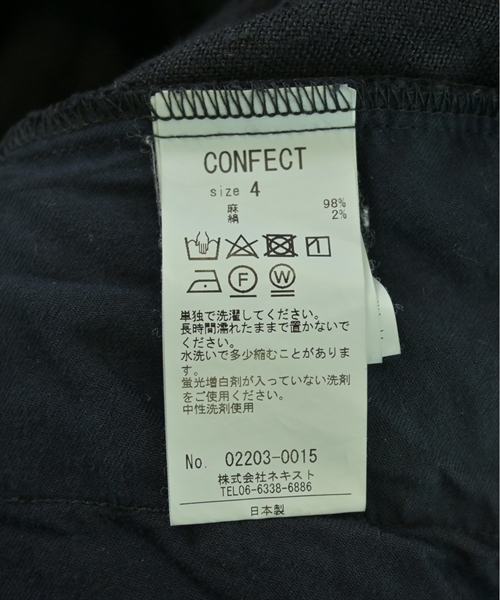 CONFECT
size 4
麻 98%
絹 2%
F W
単独で洗濯してください。
長時間濡れたままで置かないで
ください。
水洗いで多少縮むことがありま
す。
蛍光増白剤が入っていない洗剤
をご使用ください。
中性洗剤使用
No. 02203-0015
株式会社ネキスト
TEL06-6338-6886
日本製